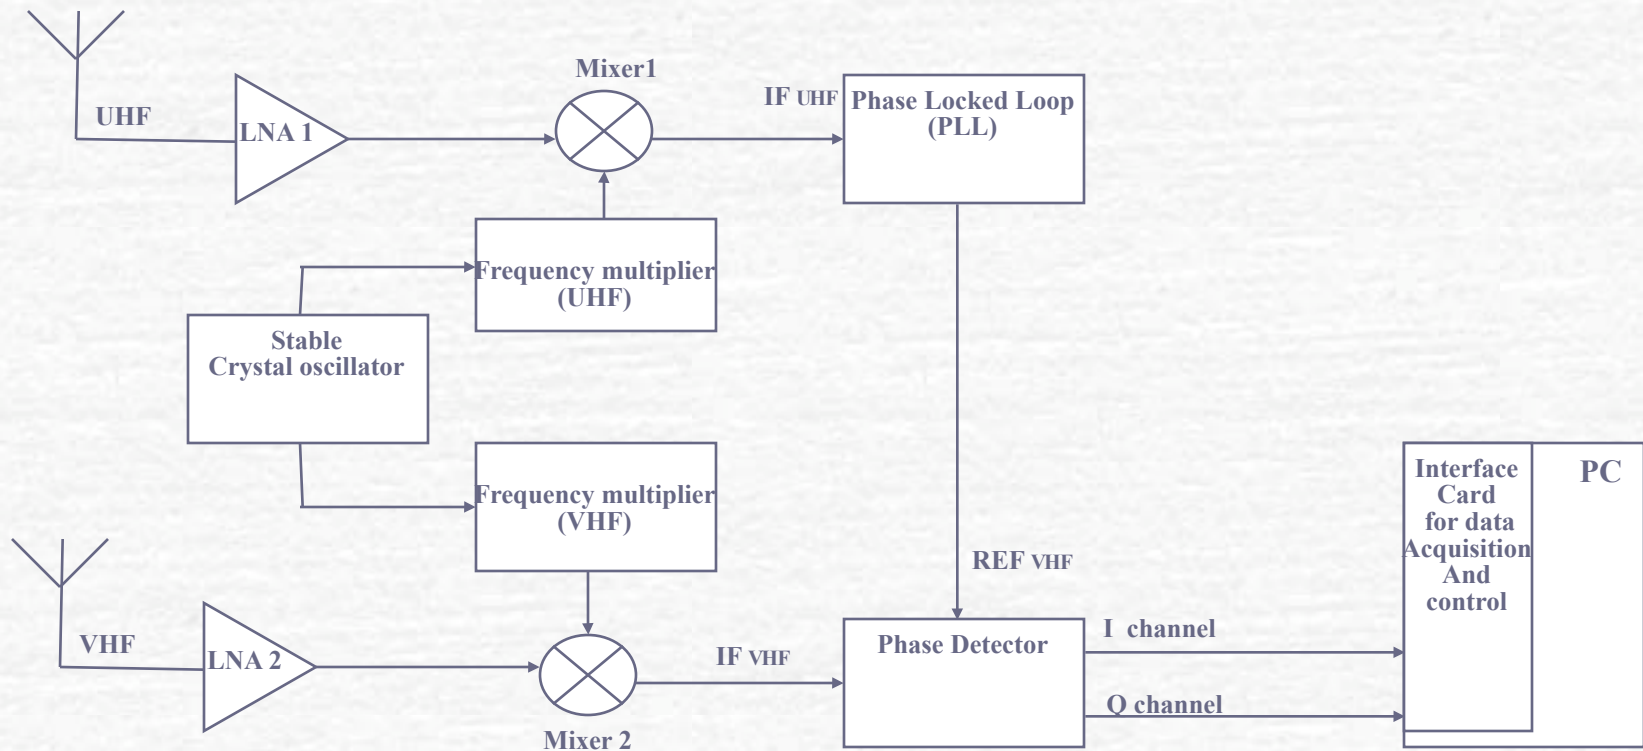 Mixer1
IF UHF
Phase Locked Loop
(PLL)
UHF
LNA 1
Frequency multiplier
(UHF)
Stable
Crystal oscillator
Frequency multiplier
(VHF)
Interface
Card
for data
Acquisition
And
control
PC
REF VHF
VHF
LNA 2
IF VHF
Phase Detector
I channel
Q channel
Mixer 2